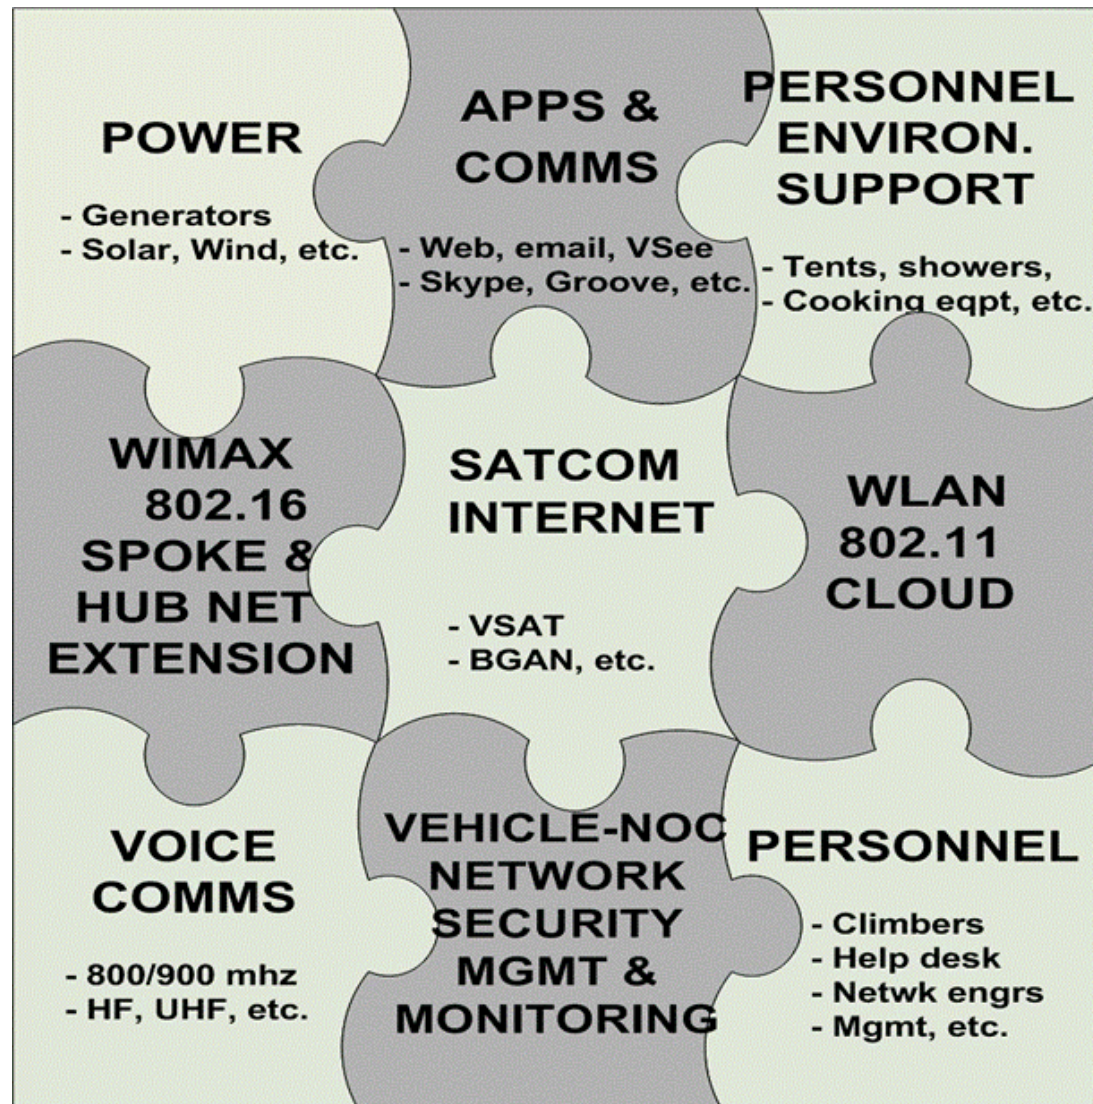 POWER
- Generators
- Solar, Wind, etc.
APPS &
COMMS
- Web, email, VSee
- Skype, Groove, etc.
PERSONNEL
ENVIRON.
SUPPORT
- Tents, showers,
- Cooking eqpt, etc.
WIMAX
802.16
SPOKE &
HUB NET
EXTENSION
SATCOM
INTERNET
- VSAT
- BGAN, etc.
WLAN
802.11
CLOUD
VOICE
COMMS
- 800/900 mhz
- HF, UHF, etc.
VEHICLE-NOC
NETWORK
SECURITY
MGMT &
MONITORING
PERSONNEL
- Climbers
- Help desk
- Netwk engrs
- Mgmt, etc.